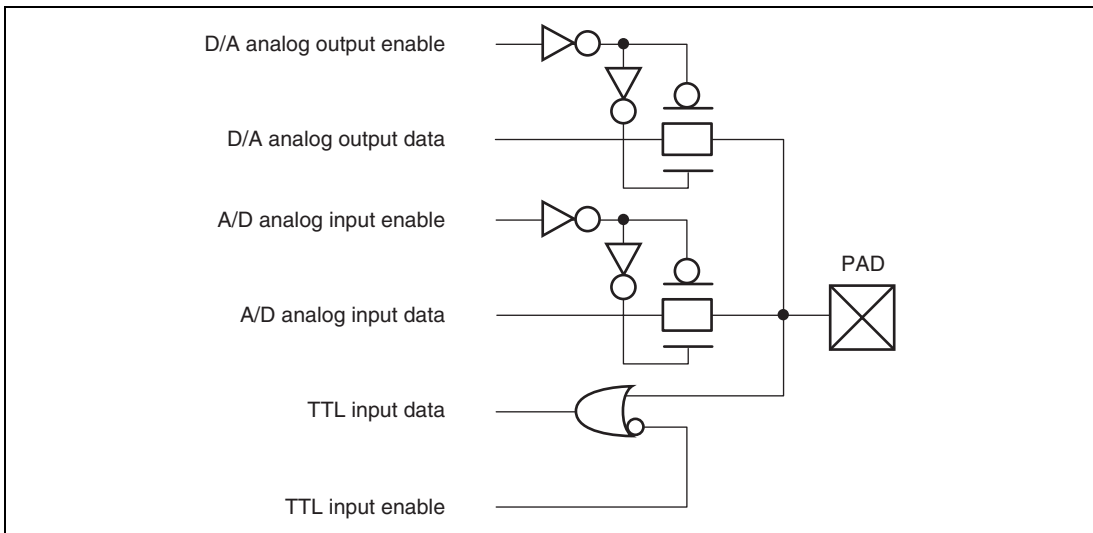 D/A analog output enable
D/A analog output data
A/D analog input enable
PAD
A/D analog input data
TTL input data
TTL input enable